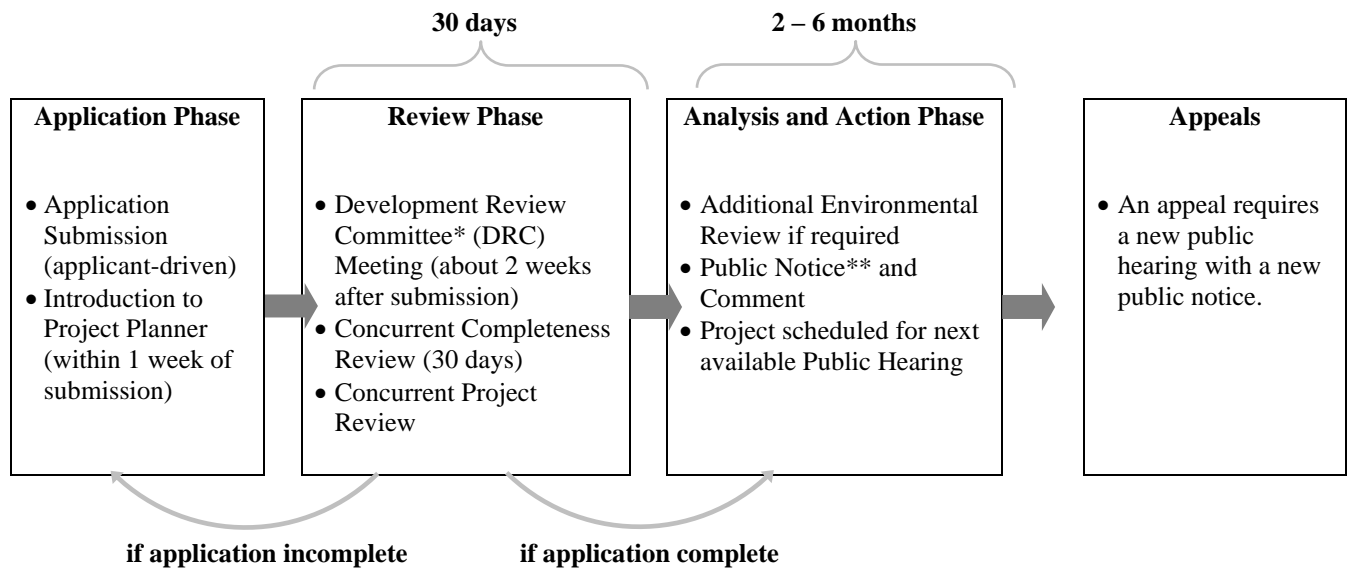 30 days
2 – 6 months
Application Phase
• Application
Submission
(applicant-driven)
• Introduction to
Project Planner
(within 1 week of
submission)
Review Phase
• Development Review
Committee* (DRC)
Meeting (about 2 weeks
after submission)
• Concurrent Completeness
Review (30 days)
• Concurrent Project
Review
Analysis and Action Phase
• Additional Environmental
Review if required
• Public Notice** and
Comment
• Project scheduled for next
available Public Hearing
Appeals
• An appeal requires
a new public
hearing with a new
public notice.
if application incomplete
if application complete